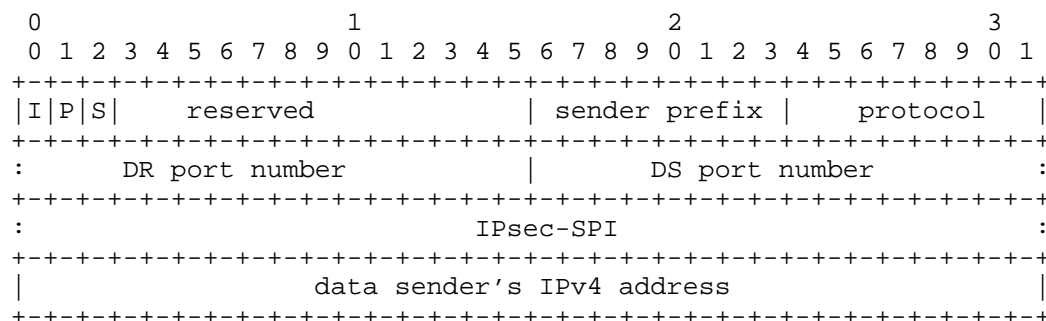 0                   1                   2                   3
 0 1 2 3 4 5 6 7 8 9 0 1 2 3 4 5 6 7 8 9 0 1 2 3 4 5 6 7 8 9 0 1
+-+-+-+-+-+-+-+-+-+-+-+-+-+-+-+-+-+-+-+-+-+-+-+-+-+-+-+-+-+-+-+-+
|I|P|S|    reserved             | sender prefix |    protocol   |
+-+-+-+-+-+-+-+-+-+-+-+-+-+-+-+-+-+-+-+-+-+-+-+-+-+-+-+-+-+-+-+-+
:      DR port number           |       DS port number          :
+-+-+-+-+-+-+-+-+-+-+-+-+-+-+-+-+-+-+-+-+-+-+-+-+-+-+-+-+-+-+-+-+
:                            IPsec-SPI                          :
+-+-+-+-+-+-+-+-+-+-+-+-+-+-+-+-+-+-+-+-+-+-+-+-+-+-+-+-+-+-+-+-+
|                  data sender’s IPv4 address                   |
+-+-+-+-+-+-+-+-+-+-+-+-+-+-+-+-+-+-+-+-+-+-+-+-+-+-+-+-+-+-+-+-+